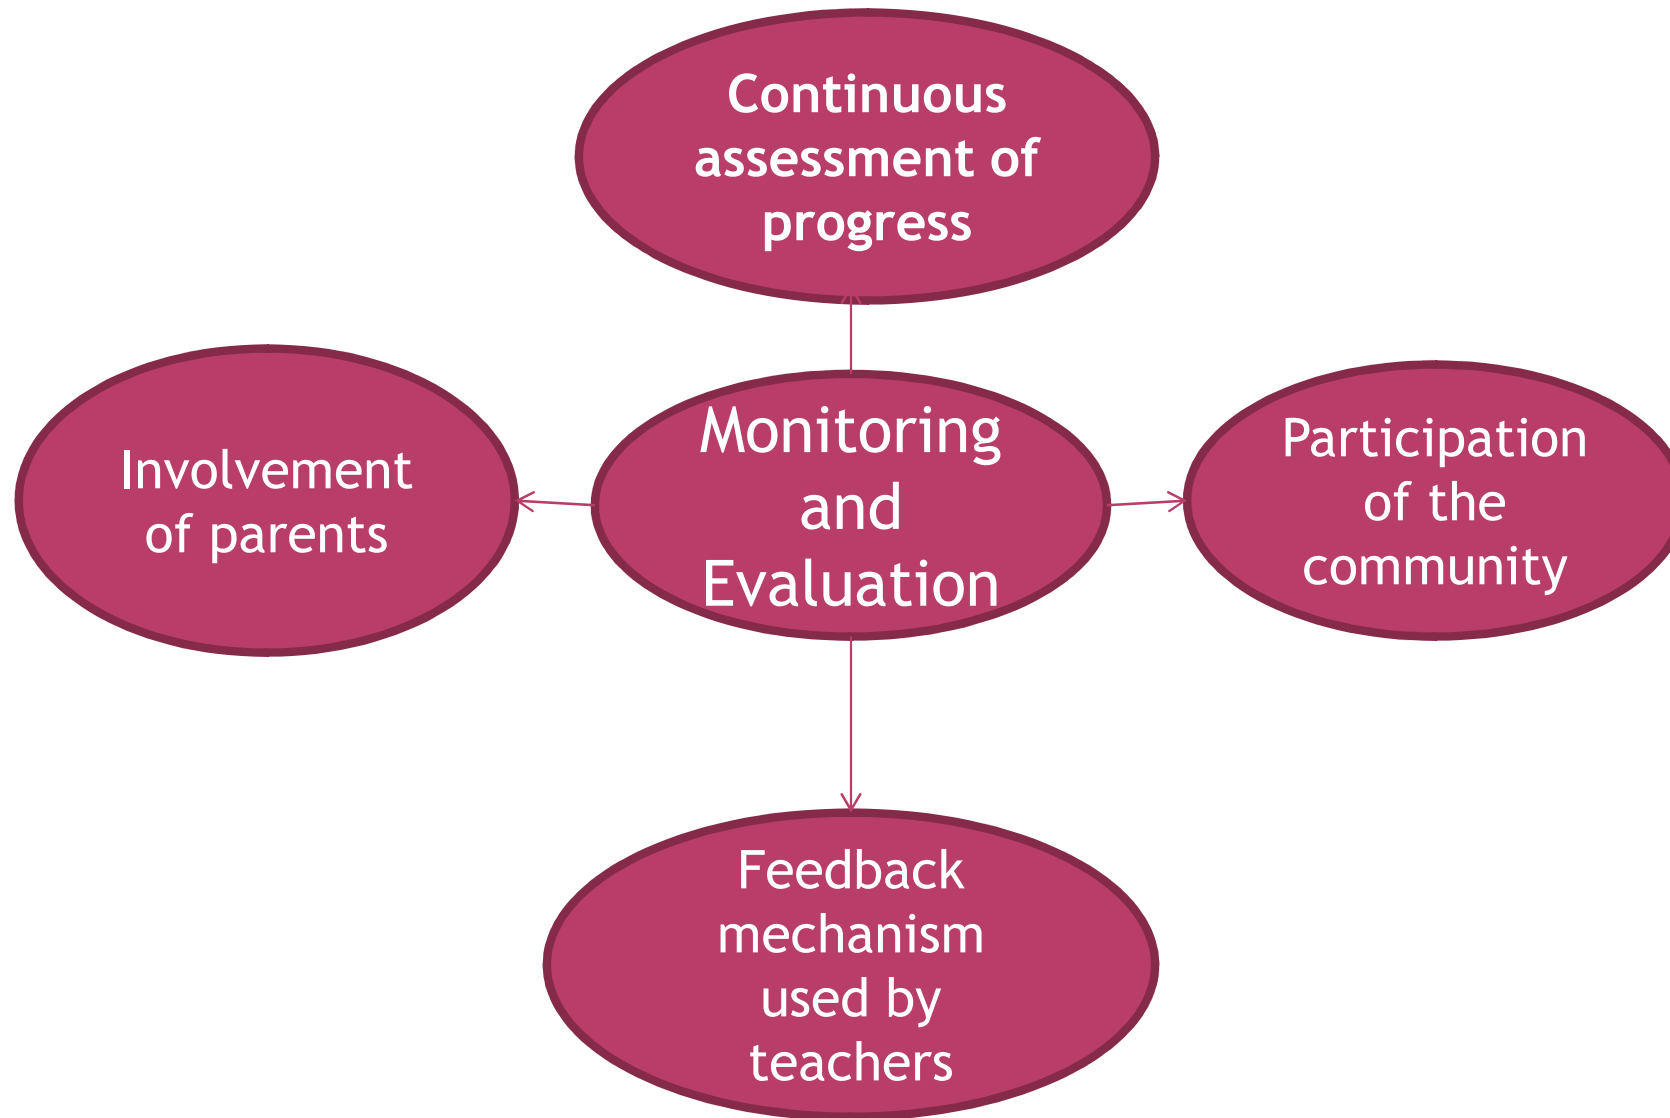 Continuous
assessment of
progress
Involvement
of parents
Monitoring
and
Evaluation
Participation
of the
community
Feedback
mechanism
used by
teachers